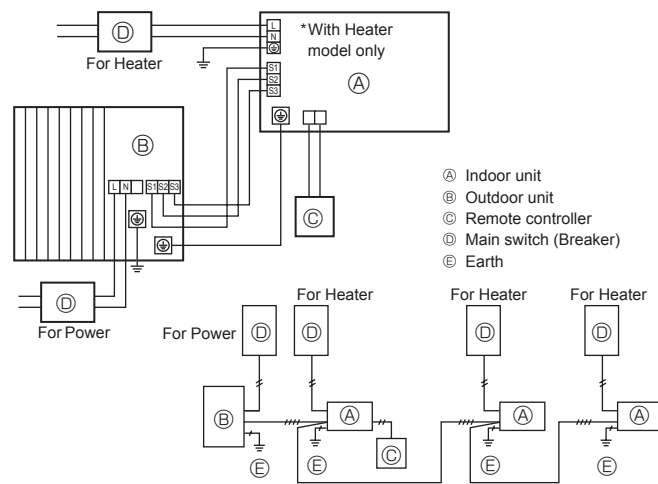 Ⓓ
For Heater
L
N
*With Heater
model only
S1
S2
S3
Ⓐ
Ⓑ
L N S1 S2 S3
Ⓒ
Ⓓ
For Power
Ⓐ Indoor unit
Ⓑ Outdoor unit
Ⓒ Remote controller
Ⓓ Main switch (Breaker)
Ⓔ Earth
For Heater For Heater For Heater
For Power Ⓓ Ⓓ Ⓓ Ⓓ
Ⓑ Ⓐ Ⓐ Ⓐ
Ⓒ
Ⓔ Ⓔ Ⓔ Ⓔ